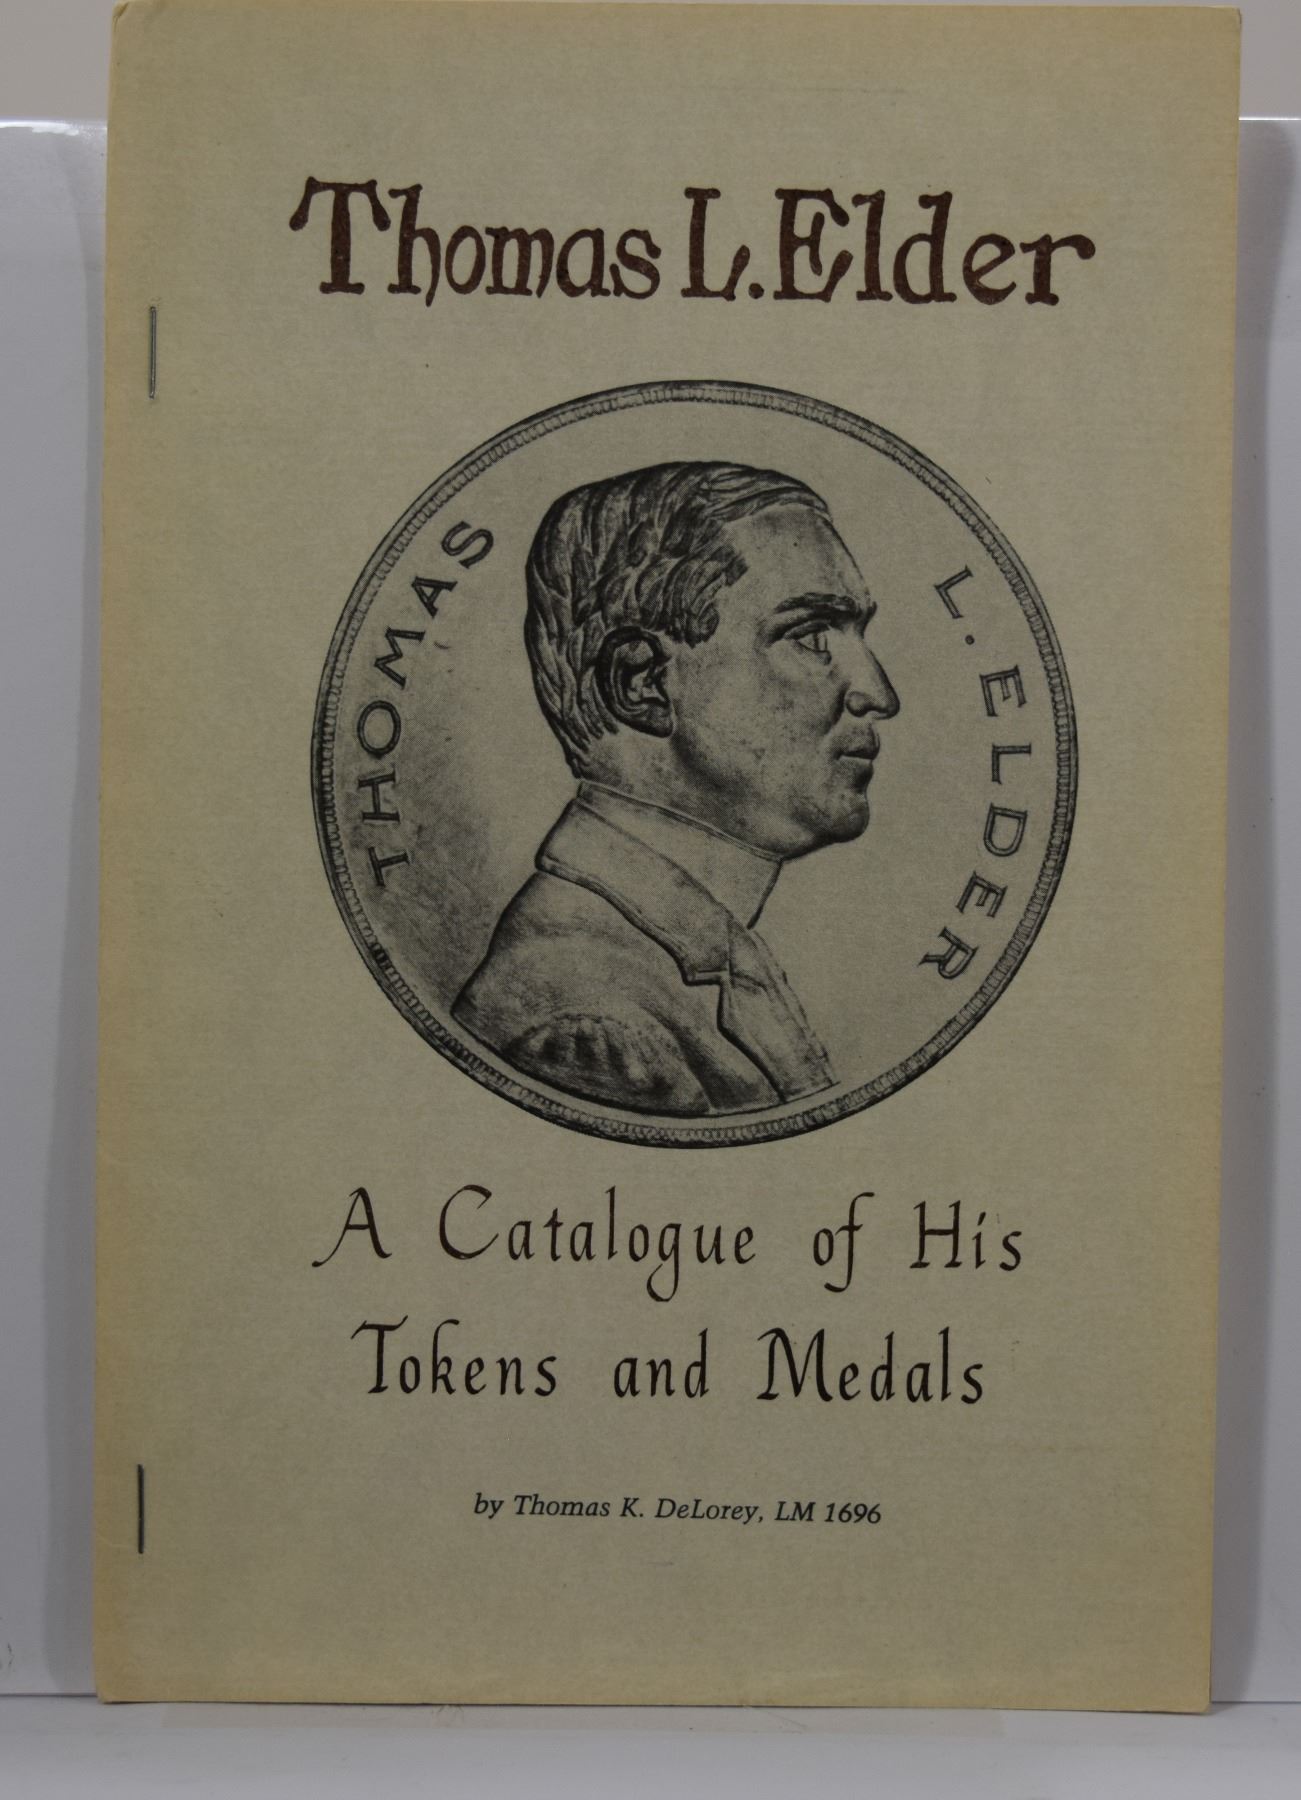 Thomas L. Elder
THOMAS L. ELDER
A Catalogue of His
Tokens and Medals
by Thomas K. DeLorey, LM 1696